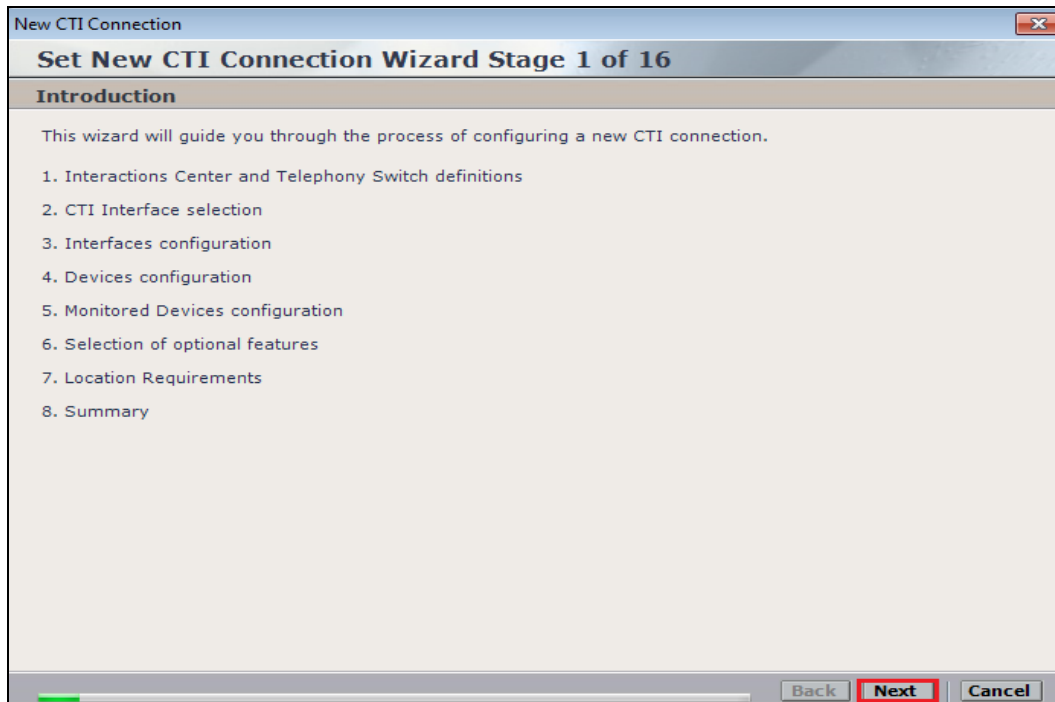 New CTI Connection
Set New CTI Connection Wizard Stage 1 of 16
Introduction
This wizard will guide you through the process of configuring a new CTI connection.
1. Interactions Center and Telephony Switch definitions
2. CTI Interface selection
3. Interfaces configuration
4. Devices configuration
5. Monitored Devices configuration
6. Selection of optional features
7. Location Requirements
8. Summary
Back Next Cancel